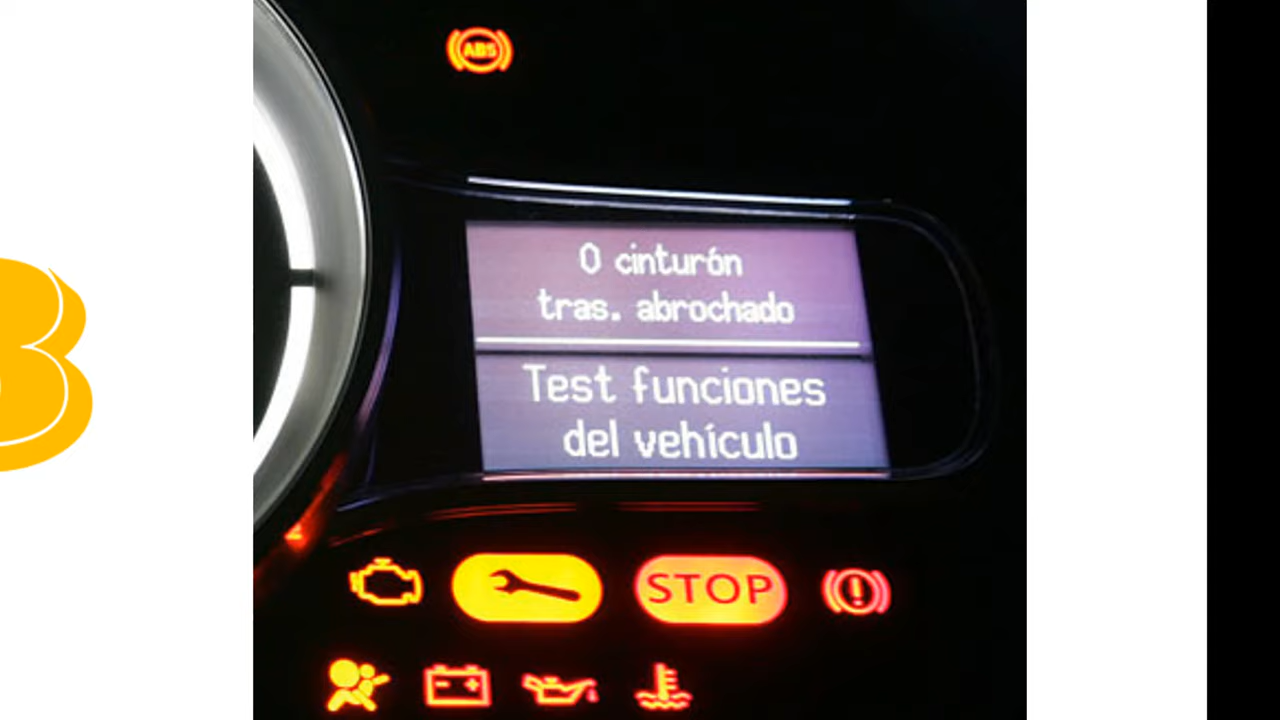 ABS
0 cinturón
tras. abrochado
Test funciones
del vehículo
STOP